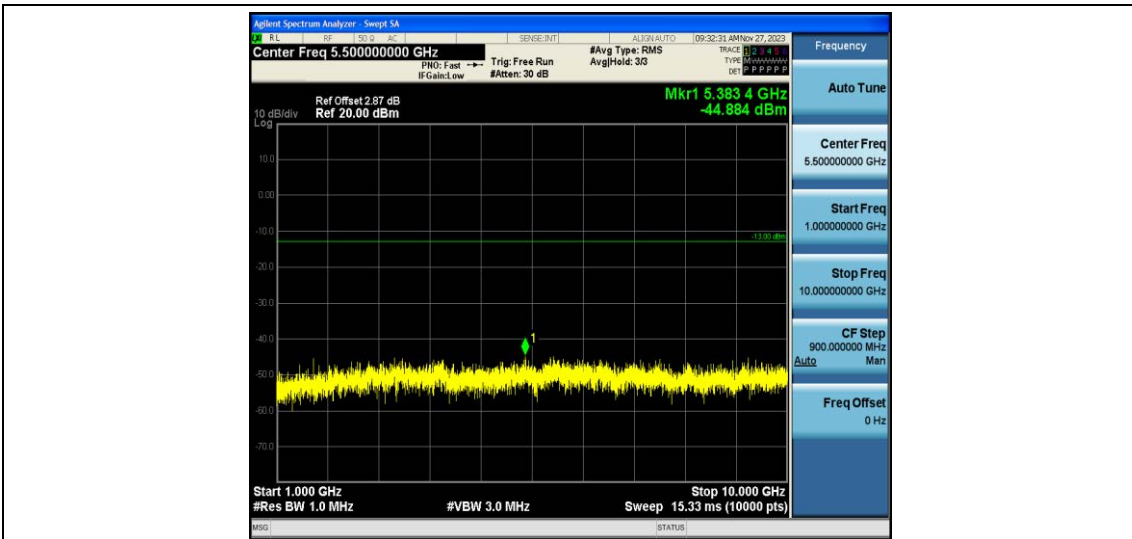 Agilent Spectrum Analyzer - Swept SA
RL RF 50 Ω AC SENSE:INT ALIGN AUTO 09:32:31 AM Nov 27, 2023
Center Freq 5.500000000 GHz
PNO: Fast
IFGain:Low
Trig: Free Run
#Atten: 30 dB
#Avg Type: RMS
Avg|Hold: 3/3
TRACE 1 2 3 4 5
TYPE M
DET P P P P P P
Frequency
Mkr1 5.383 4 GHz
-44.884 dBm
Ref Offset 2.87 dB
10 dB/div Ref 20.00 dBm
Log
10.0
0.00
-10.0
-13.00 dBm
-20.0
-30.0
-40.0
1
-50.0
-60.0
-70.0
Start 1.000 GHz Stop 10.000 GHz
#Res BW 1.0 MHz #VBW 3.0 MHz Sweep 15.33 ms (10000 pts)
MSG STATUS
Auto Tune
Center Freq
5.500000000 GHz
Start Freq
1.000000000 GHz
Stop Freq
10.000000000 GHz
CF Step
900.000000 MHz
Auto Man
Freq Offset
0 Hz